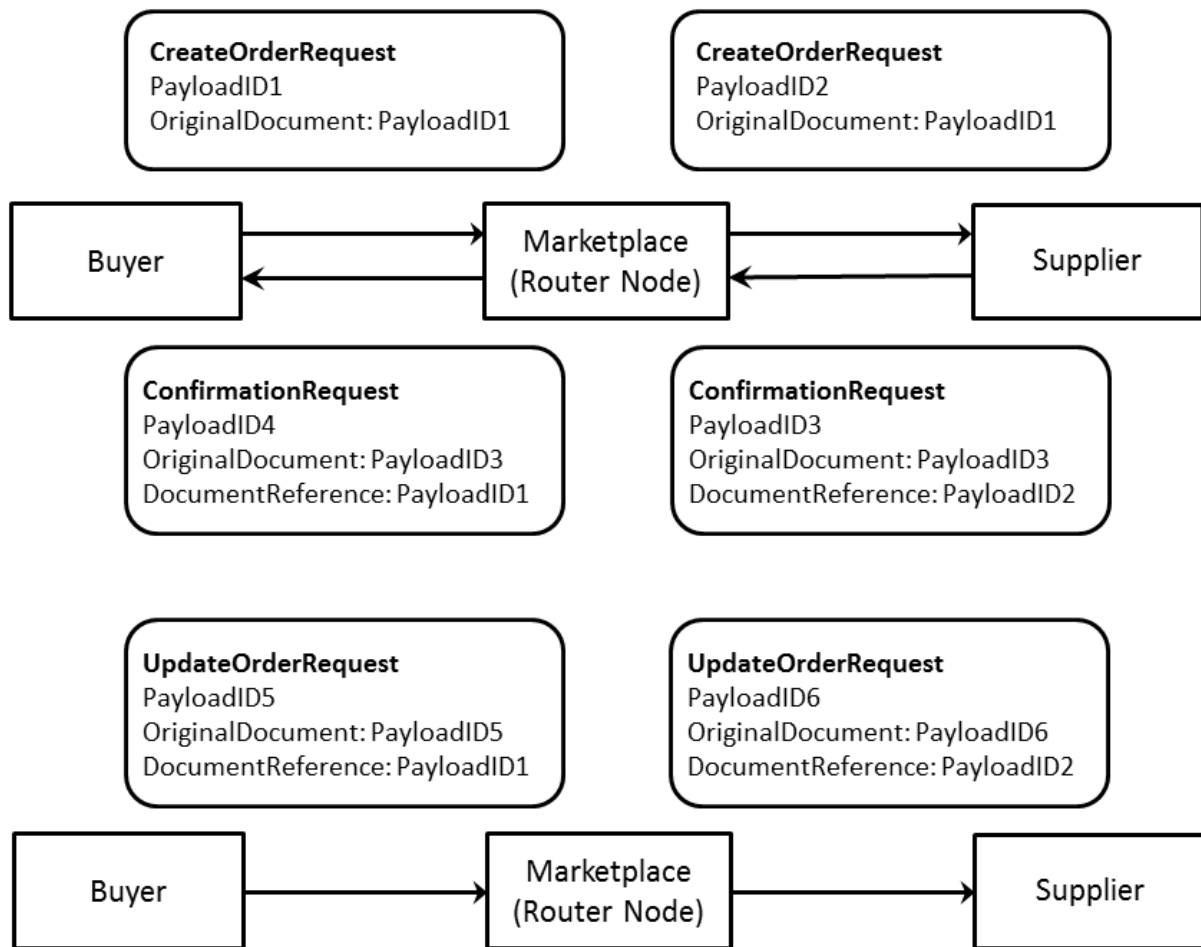 CreateOrderRequest
PayloadID1
OriginalDocument: PayloadID1
CreateOrderRequest
PayloadID2
OriginalDocument: PayloadID1
Buyer
Marketplace
(Router Node)
Supplier
ConfirmationRequest
PayloadID4
OriginalDocument: PayloadID3
DocumentReference: PayloadID1
ConfirmationRequest
PayloadID3
OriginalDocument: PayloadID3
DocumentReference: PayloadID2
UpdateOrderRequest
PayloadID5
OriginalDocument: PayloadID5
DocumentReference: PayloadID1
UpdateOrderRequest
PayloadID6
OriginalDocument: PayloadID6
DocumentReference: PayloadID2
Buyer
Marketplace
(Router Node)
Supplier